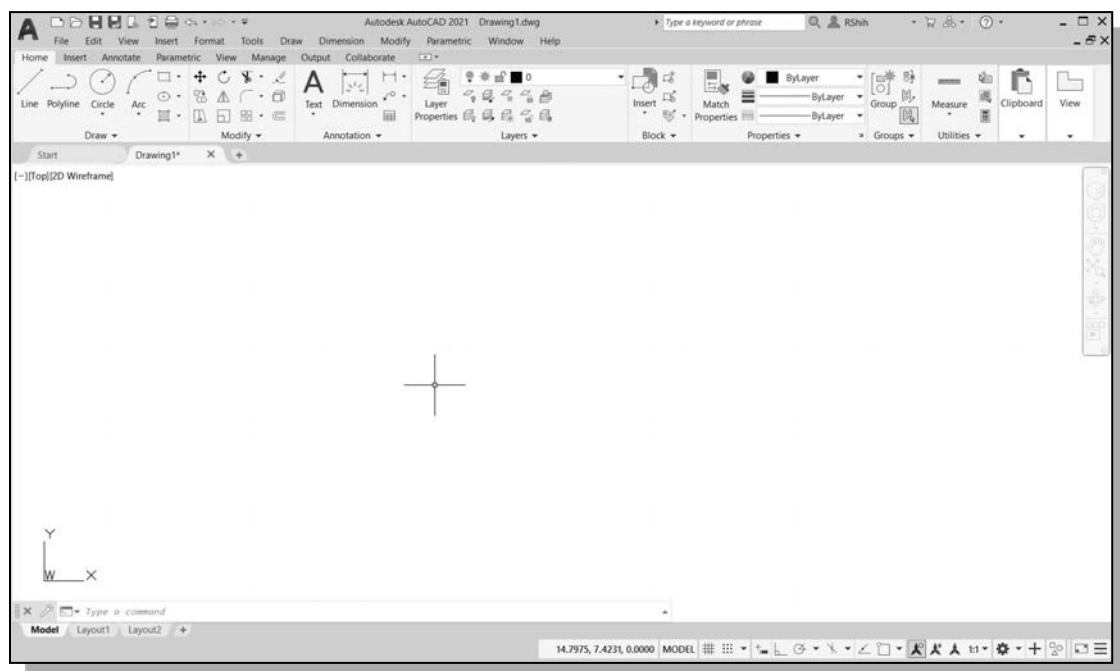 A Autodesk AutoCAD 2021 Drawing1.dwg Type a keyword or phrase RShih
File Edit View Insert Format Tools Draw Dimension Modify Parametric Window Help
Home Insert Annotate Parametric View Manage Output Collaborate
0 ByLayer
ByLayer
Line Polyline Circle Arc A Text Dimension Layer Properties Insert Match Properties ByLayer Group Measure Clipboard View
Draw Modify Annotation Layers Block Properties Groups Utilities
Start Drawing1*
[−][Top][2D Wireframe]
Y
W X
Type a command
Model Layout1 Layout2 +
14.7975, 7.4231, 0.0000 MODEL 1:1